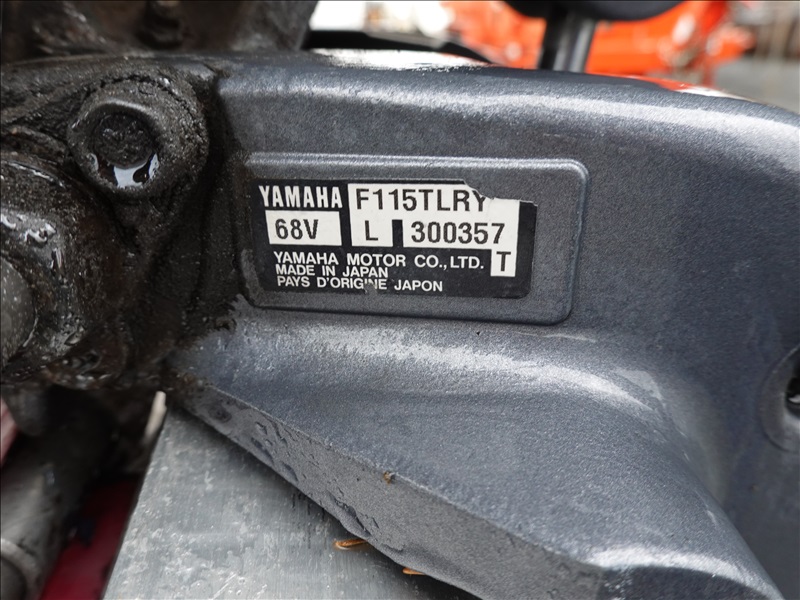 YAMAHA F115TLRY
68V L 300357
YAMAHA MOTOR CO., LTD. T
MADE IN JAPAN
PAYS D'ORIGINE JAPON